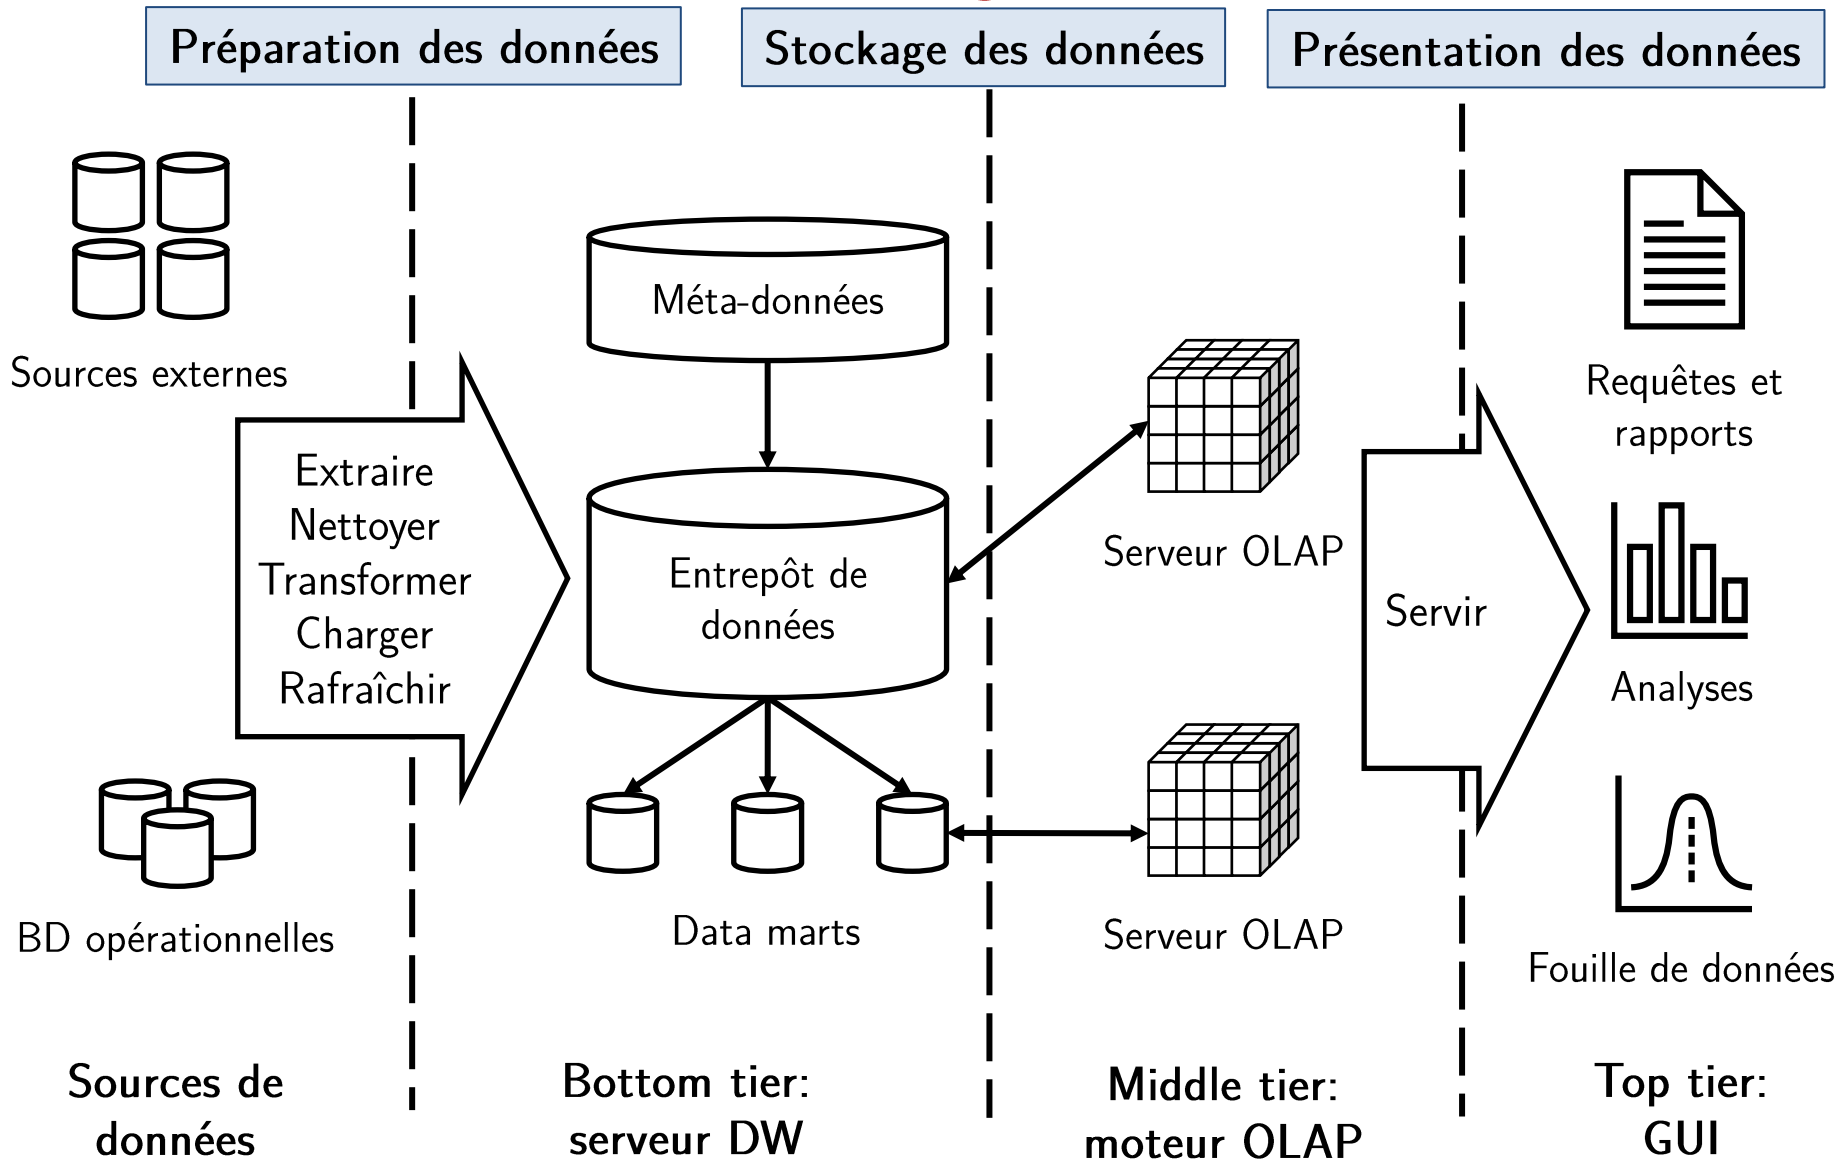 Préparation des données
Stockage des données
Présentation des données
Sources externes
Extraire
Nettoyer
Transformer
Charger
Rafraîchir
BD opérationnelles
Méta-données
Entrepôt de
données
Data marts
Serveur OLAP
Serveur OLAP
Servir
Requêtes et
rapports
Analyses
Fouille de données
Sources de
données
Bottom tier:
serveur DW
Middle tier:
moteur OLAP
Top tier:
GUI